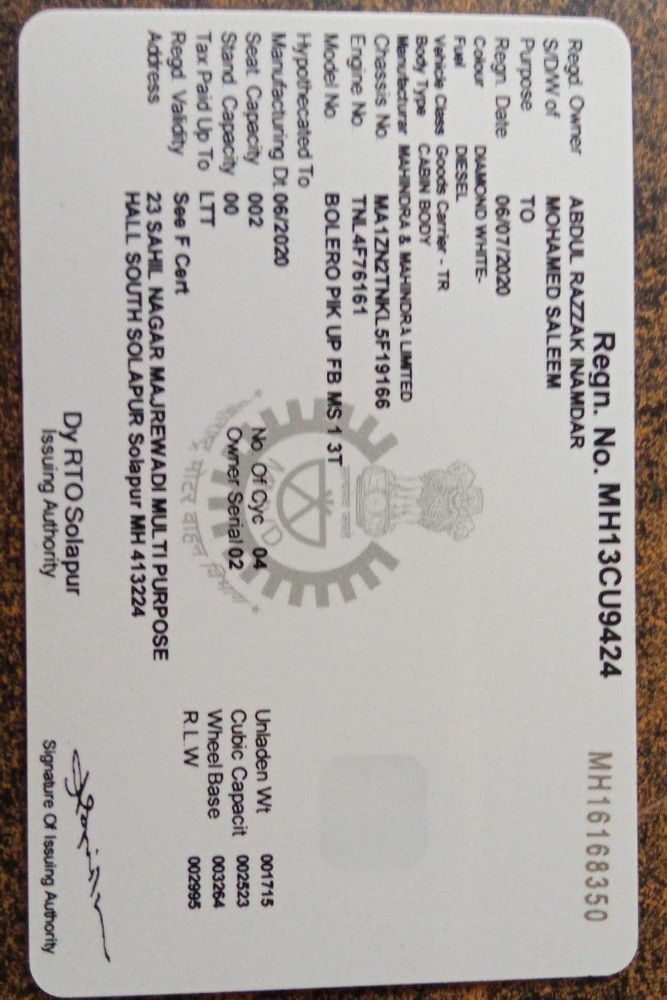 Regn. No. MH13CU9424 MH16168350
Regd. Owner ABDUL RAZZAK INAMDAR
S/D/W of MOHAMED SALEEM
Purpose TO
Regn. Date 06/07/2020
Colour DIAMOND WHITE-
Fuel DIESEL
Vehicle Class Goods Carrier - TR
Body Type CABIN BODY
Manufacturar MAHINDRA & MAHINDRA LIMITED
Chassis No. MA1ZN2TNKL5F19166
Engine No. TNL4F76161
Model No. BOLERO PIK UP FB MS 1 3T
Hypothecated To
Manufacturing Dt 06/2020 No. Of Cyc 04 Unladen Wt 001715
Seat Capacity 002 Owner Serial 02 Cubic Capacit 002523
Stand. Capacity 00 Wheel Base 003264
Tax Paid Up To LTT R.L.W 002995
Regd. Validity See F Cert
Address 23 SAHIL NAGAR MAJREWADI MULTI PURPOSE
HALL SOUTH SOLAPUR Solapur MH 413224
Dy RTO Solapur
Issuing Authority
Signature Of Issuing Authority
मोटर वाहन विभाग